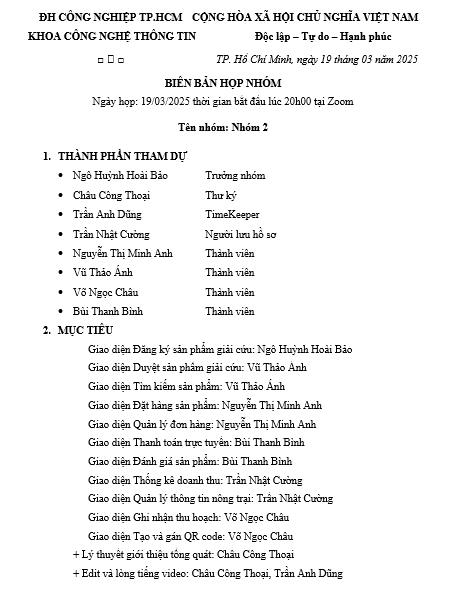 ĐH CÔNG NGHIỆP TP.HCM CỘNG HÒA XÃ HỘI CHỦ NGHĨA VIỆT NAM
KHOA CÔNG NGHỆ THÔNG TIN Độc lập – Tự do – Hạnh phúc
□ □ □ TP. Hồ Chí Minh, ngày 19 tháng 03 năm 2025
BIÊN BẢN HỌP NHÓM
Ngày họp: 19/03/2025 thời gian bắt đầu lúc 20h00 tại Zoom
Tên nhóm: Nhóm 2
1. THÀNH PHẦN THAM DỰ
• Ngô Huỳnh Hoài Bảo Trưởng nhóm
• Châu Công Thoại Thư ký
• Trần Anh Dũng TimeKeeper
• Trần Nhật Cường Người lưu hồ sơ
• Nguyễn Thị Minh Anh Thành viên
• Vũ Thảo Ánh Thành viên
• Võ Ngọc Châu Thành viên
• Bùi Thanh Bình Thành viên
2. MỤC TIÊU
Giao diện Đăng ký sản phẩm giải cứu: Ngô Huỳnh Hoài Bảo
Giao diện Duyệt sản phẩm giải cứu: Vũ Thảo Ánh
Giao diện Tìm kiếm sản phẩm: Vũ Thảo Ánh
Giao diện Đặt hàng sản phẩm: Nguyễn Thị Minh Anh
Giao diện Quản lý đơn hàng: Nguyễn Thị Minh Anh
Giao diện Thanh toán trực tuyến: Bùi Thanh Bình
Giao diện Đánh giá sản phẩm: Bùi Thanh Bình
Giao diện Thống kê doanh thu: Trần Nhật Cường
Giao diện Quản lý thông tin nông trại: Trần Nhật Cường
Giao diện Ghi nhận thu hoạch: Võ Ngọc Châu
Giao diện Tạo và gán QR code: Võ Ngọc Châu
+ Lý thuyết giới thiệu tổng quát: Châu Công Thoại
+ Edit và lòng tiếng video: Châu Công Thoại, Trần Anh Dũng